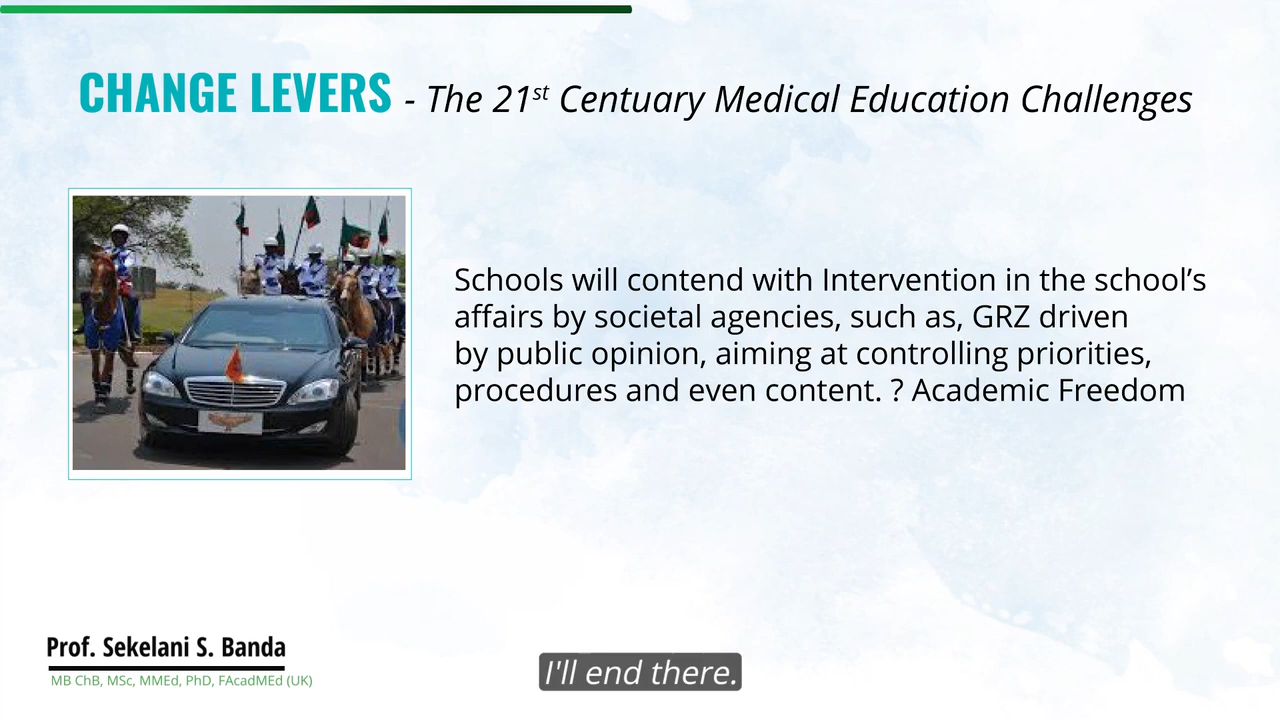 CHANGE LEVERS - The 21st Centuary Medical Education Challenges
Schools will contend with Intervention in the school’s
affairs by societal agencies, such as, GRZ driven
by public opinion, aiming at controlling priorities,
procedures and even content. ? Academic Freedom
Prof. Sekelani S. Banda
MB ChB, MSc, MMEd, PhD, FAcadMEd (UK)
I'll end there.